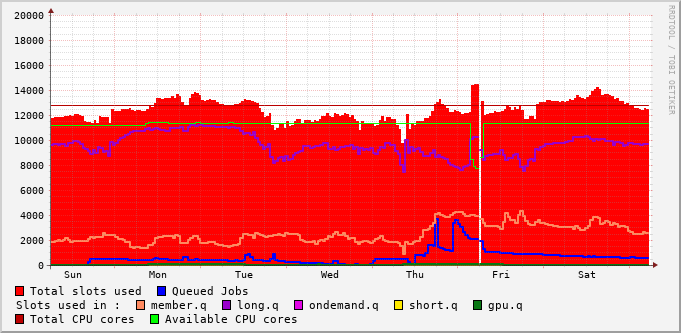 20000
18000
16000
14000
12000
10000
8000
6000
4000
2000
0
Sun Mon Tue Wed Thu Fri Sat
RRDTOOL / TOBI OETIKER
Total slots used Queued Jobs
Slots used in : member.q long.q ondemand.q short.q gpu.q
Total CPU cores Available CPU cores